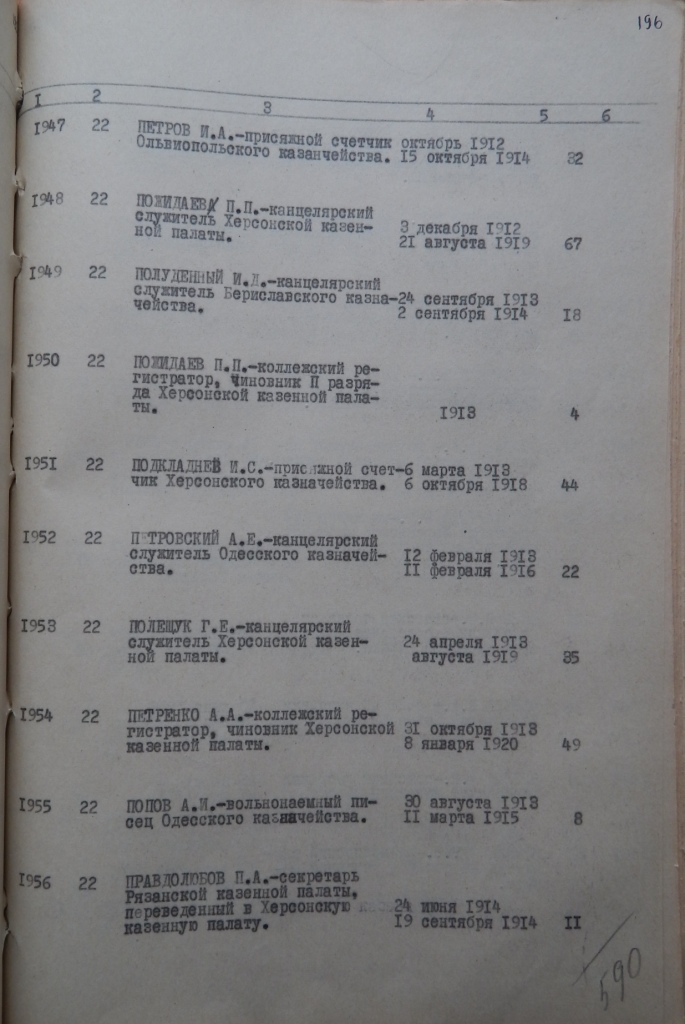 196
1 2 3 4 5 6
1947 22 ПЕТРОВ И.А.-присяжной счетчик октябрь 1912
Ольвиопольского казанчейства. 15 октября 1914 32
1948 22 ПОЖИДАЕВ П.П.-канцелярский
служитель Херсонской казен- 3 декабря 1912
ной палаты. 21 августа 1919 67
1949 22 ПОЛУДЕННЫЙ И.Д.-канцелярский
служитель Бериславского казна-24 сентября 1913
чейства. 2 сентября 1914 18
1950 22 ПОЖИДАЕВ П.П.-коллежский ре-
гистратор, чиновник II разря-
да Херсонской казенной пала-
ты. 1913 4
1951 22 ПОДКЛАДНЕВ И.С.-присяжной счет-6 марта 1913
чик Херсонского казначейства. 6 октября 1918 44
1952 22 ПЕТРОВСКИЙ А.Е.-канцелярский
служитель Одесского казначей- 12 февраля 1913
ства. 11 февраля 1916 22
1953 22 ПОЛЕЩУК Г.Е.-канцелярский
служитель Херсонской казен- 24 апреля 1913
ной палаты. августа 1919 35
1954 22 ПЕТРЕНКО А.А.-коллежский ре-
гистратор, чиновник Херсонской 31 октября 1913
казенной палаты. 8 января 1920 49
1955 22 ПОПОВ А.И.-вольнонаемный пи- 30 августа 1913
сец Одесского казначейства. 11 марта 1915 8
1956 22 ПРАВДОЛЮБОВ П.А.-секретарь
Рязанской казенной палаты,
переведенный в Херсонскую 24 июня 1914
казенную палату. 19 сентября 1914 11
590